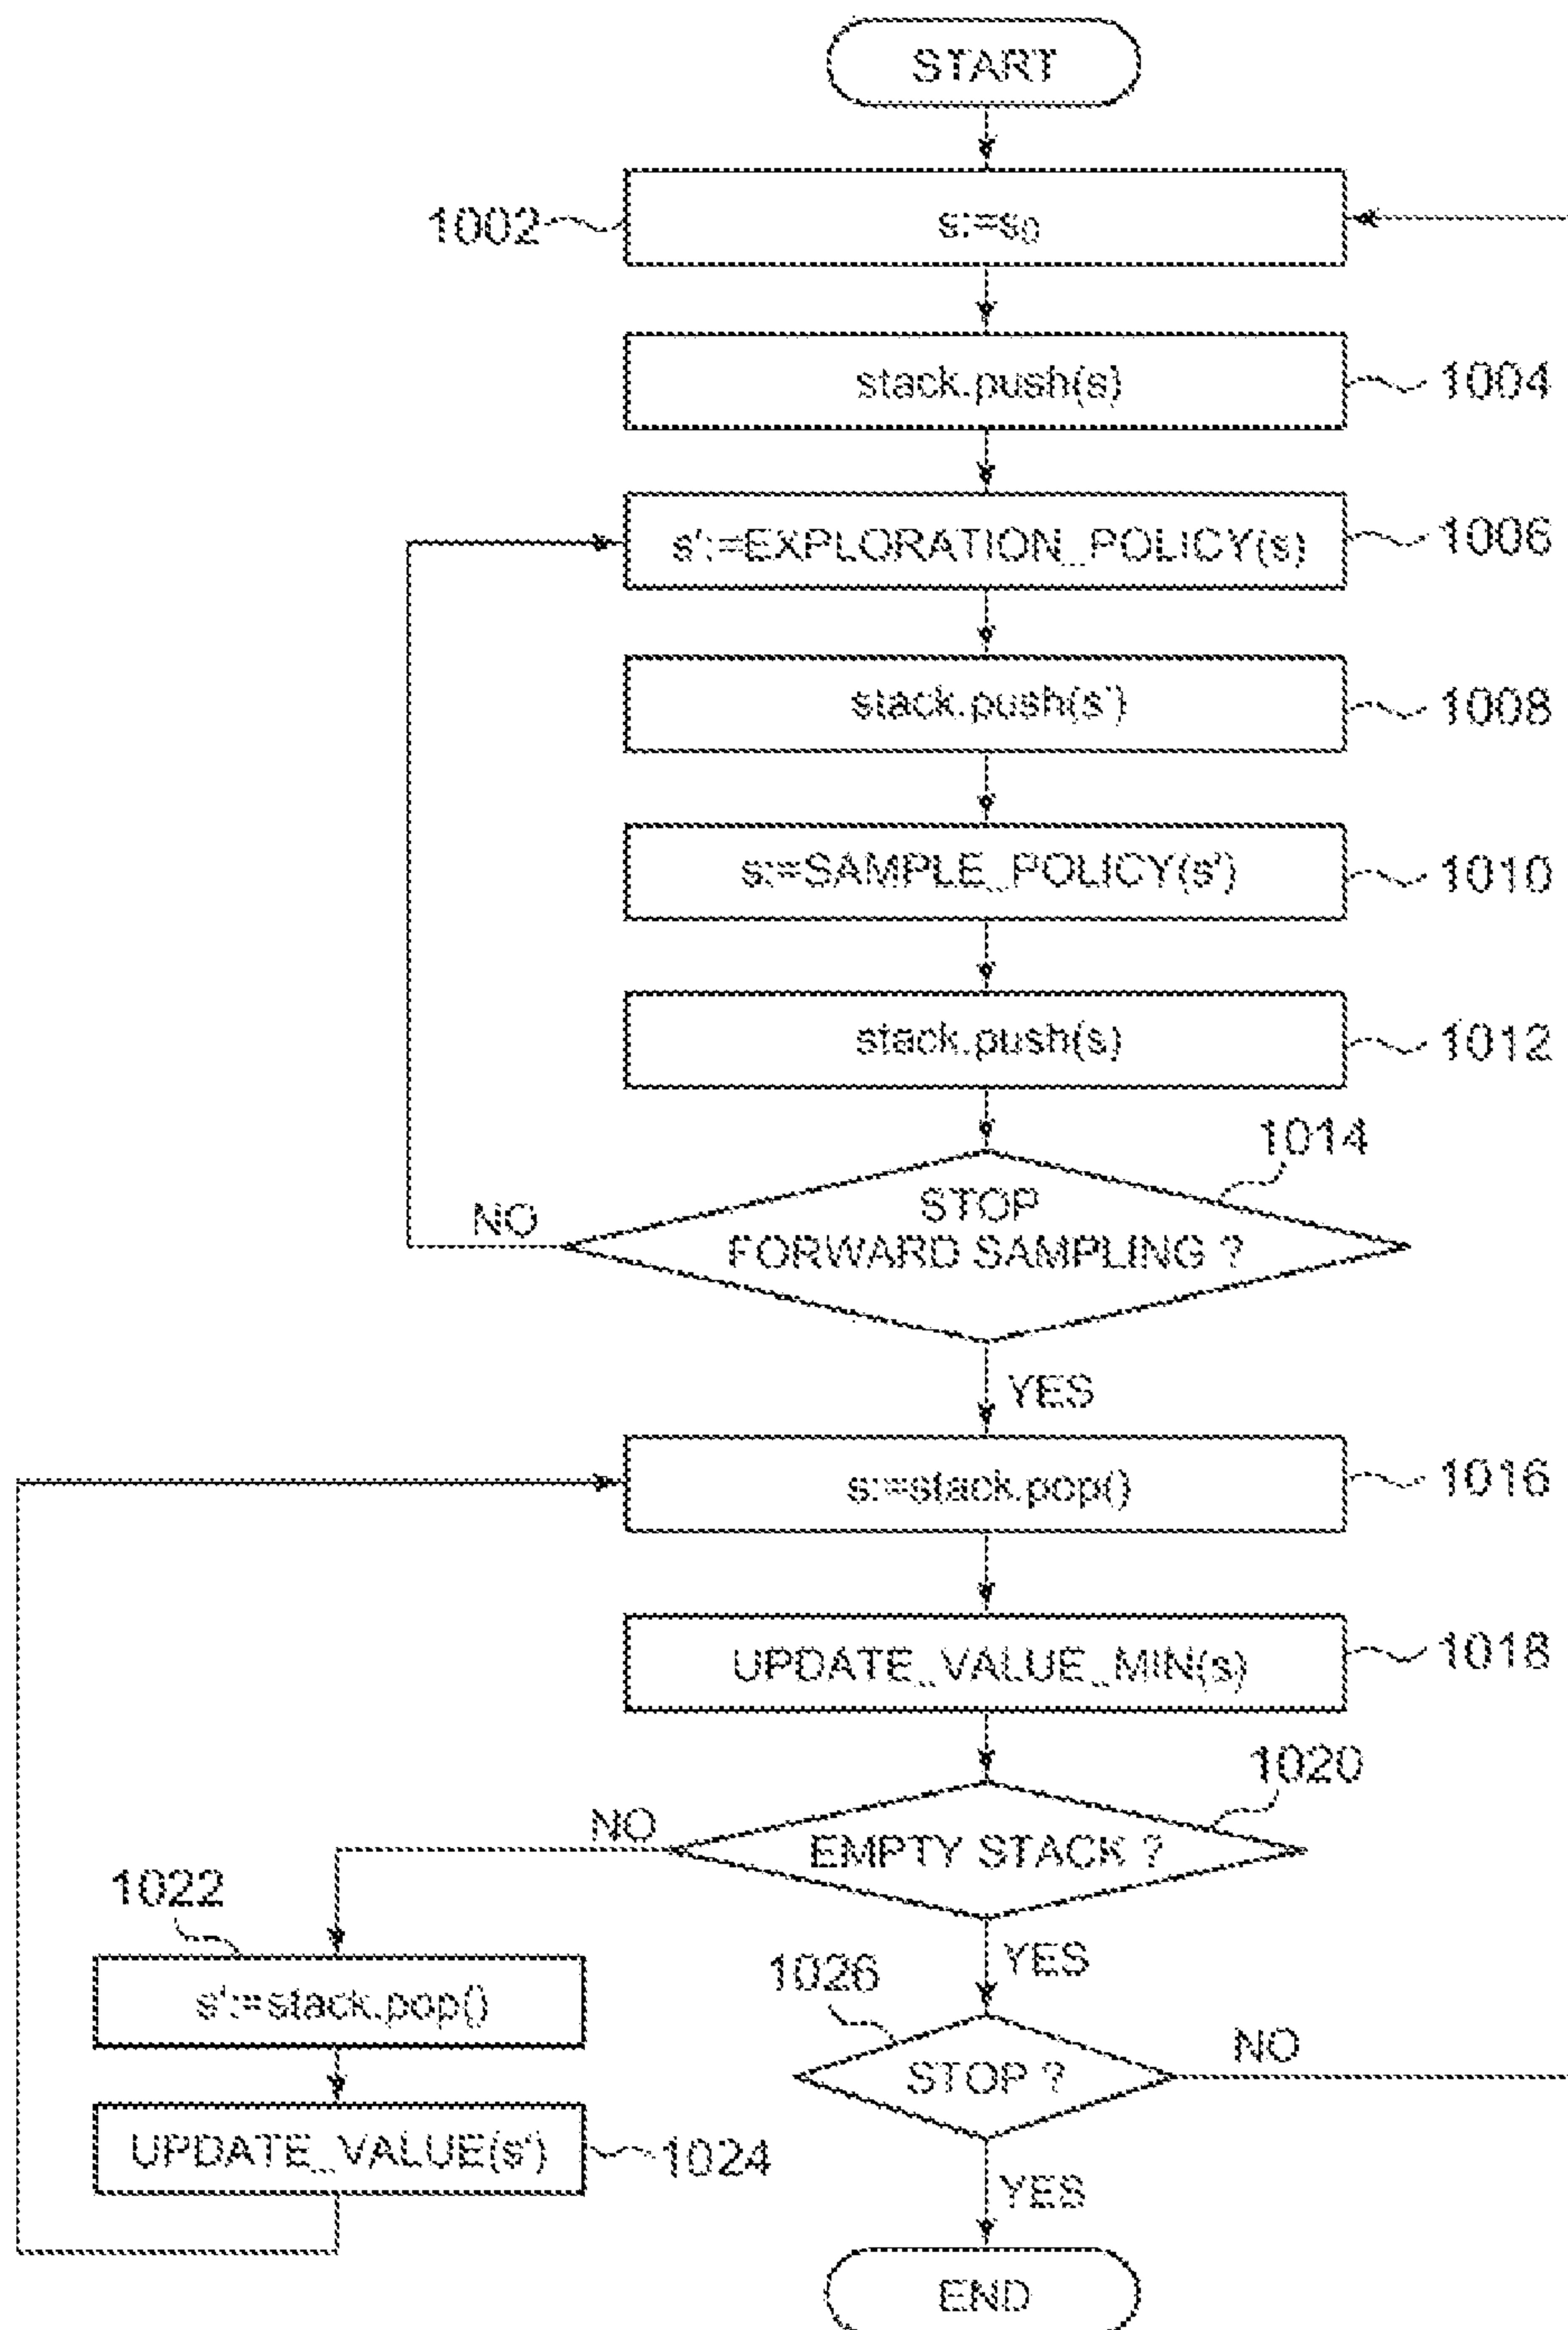 START
1002
s:=s₀
stack.push(s)
1004
s':=EXPLORATION_POLICY(s)
1006
stack.push(s')
1008
s:=SAMPLE_POLICY(s')
1010
stack.push(s)
1012
1014
STOP
FORWARD SAMPLING ?
NO
YES
s:=stack.pop()
1016
UPDATE_VALUE_MIN(s)
1018
1020
NO
EMPTY STACK ?
1022
YES
1026
s':=stack.pop()
NO
STOP ?
UPDATE_VALUE(s')
1024
YES
END